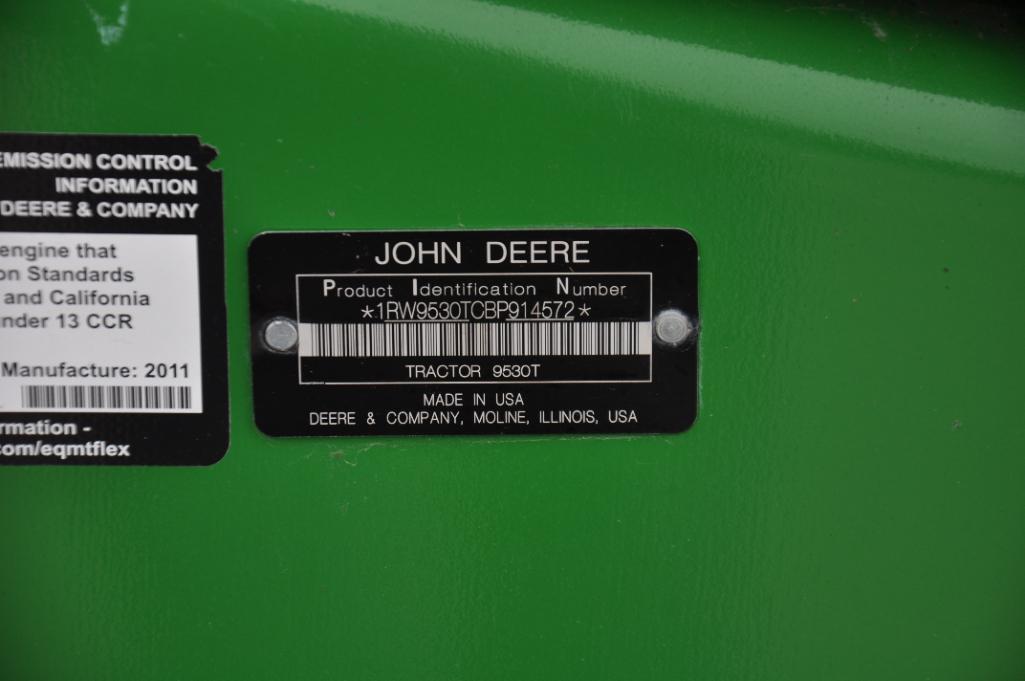 EMISSION CONTROL
INFORMATION
DEERE & COMPANY
engine that
on Standards
and California
under 13 CCR
Manufacture: 2011
rmation -
com/eqmtflex
JOHN DEERE
Product Identification Number
*1RW9530TCBP914572*
TRACTOR 9530T
MADE IN USA
DEERE & COMPANY, MOLINE, ILLINOIS, USA